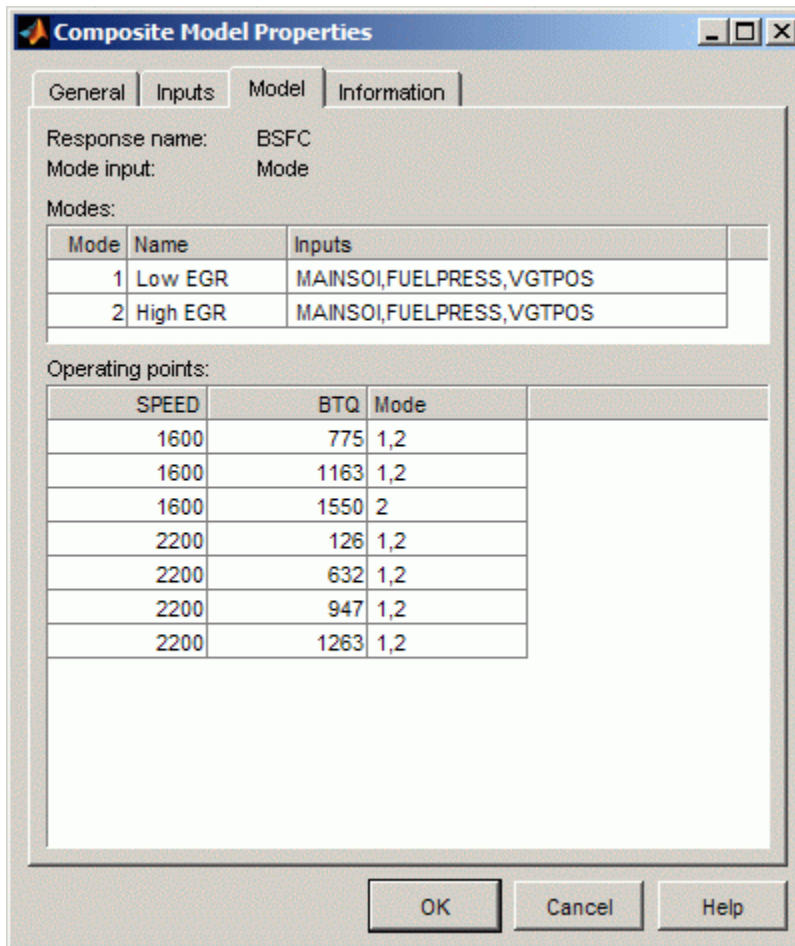 Composite Model Properties
General Inputs Model Information
Response name: BSFC
Mode input: Mode
Modes:
Mode Name Inputs
1 Low EGR MAINSOI,FUELPRESS,VGTPOS
2 High EGR MAINSOI,FUELPRESS,VGTPOS
Operating points:
SPEED BTQ Mode
1600 775 1,2
1600 1163 1,2
1600 1550 2
2200 126 1,2
2200 632 1,2
2200 947 1,2
2200 1263 1,2
OK Cancel Help